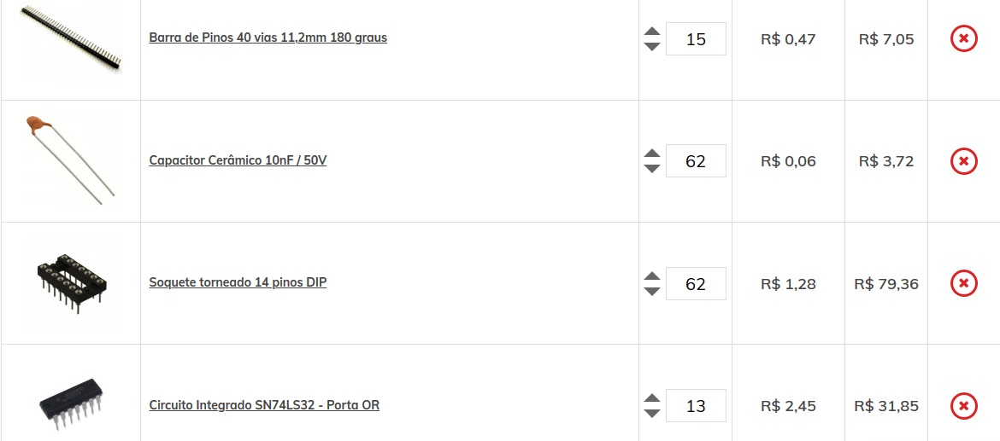 Barra de Pinos 40 vias 11,2mm 180 graus 15 R$ 0,47 R$ 7,05
Capacitor Cerâmico 10nF / 50V 62 R$ 0,06 R$ 3,72
Soquete torneado 14 pinos DIP 62 R$ 1,28 R$ 79,36
Circuito Integrado SN74LS32 - Porta OR 13 R$ 2,45 R$ 31,85